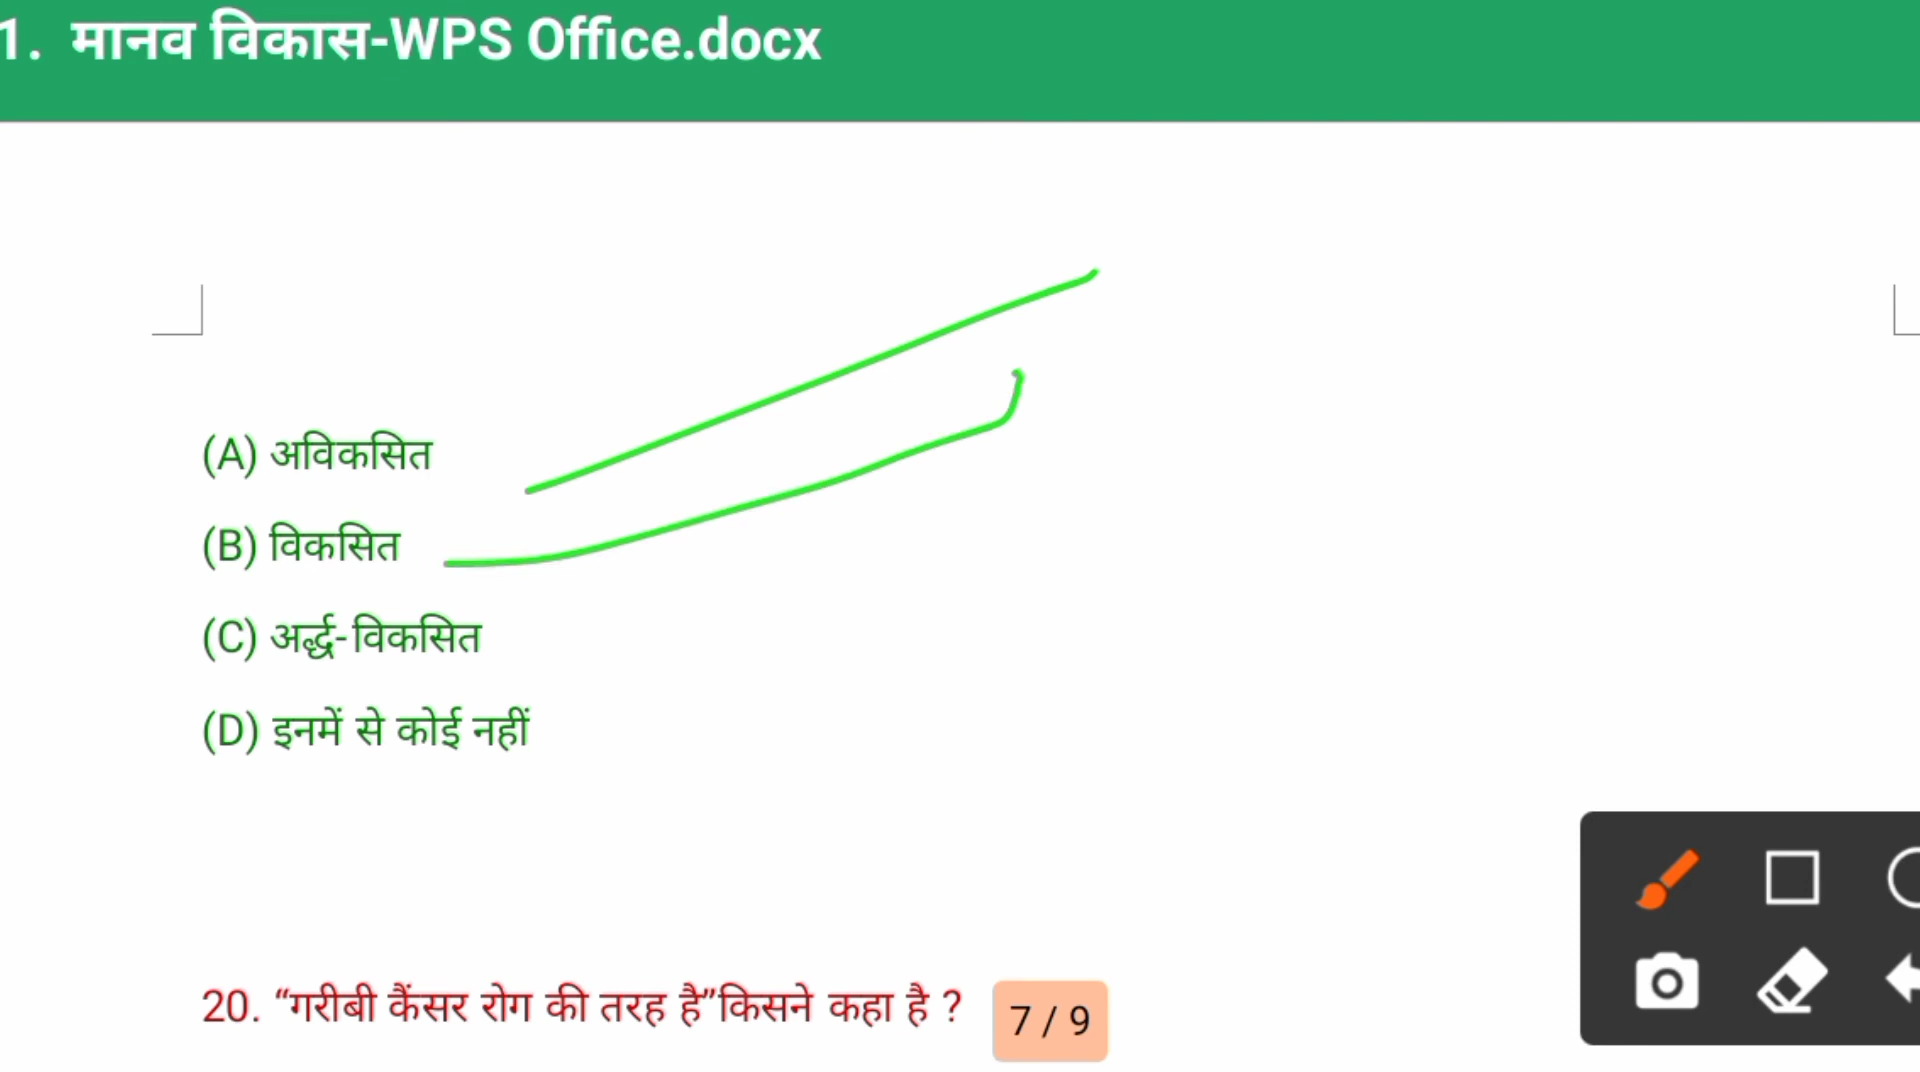 1. मानव विकास-WPS Office.docx
(A) अविकसित
(B) विकसित
(C) अर्द्ध-विकसित
(D) इनमें से कोई नहीं
20. “गरीबी कैंसर रोग की तरह है”किसने कहा है ?
7 / 9